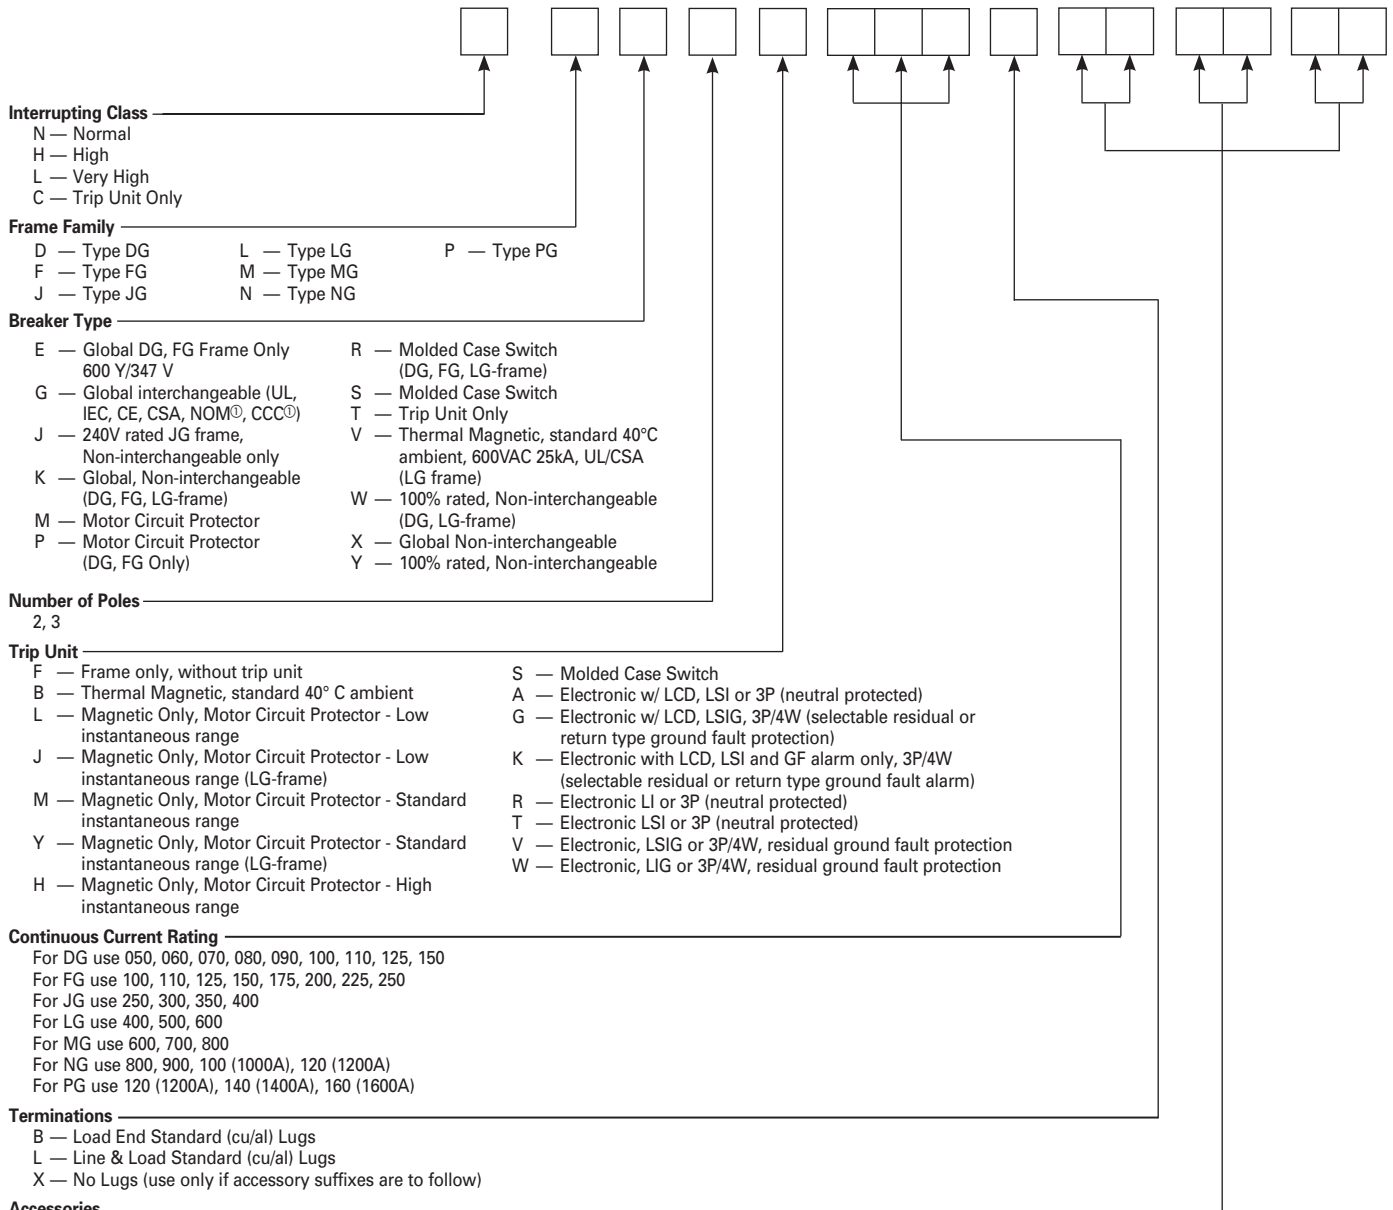 Interrupting Class
N — Normal
H — High
L — Very High
C — Trip Unit Only
Frame Family
D — Type DG
F — Type FG
J — Type JG
L — Type LG
M — Type MG
N — Type NG
P — Type PG
Breaker Type
E — Global DG, FG Frame Only
600 Y/347 V
G — Global interchangeable (UL,
IEC, CE, CSA, NOM①, CCC①)
J — 240V rated JG frame,
Non-interchangeable only
K — Global, Non-interchangeable
(DG, FG, LG-frame)
M — Motor Circuit Protector
P — Motor Circuit Protector
(DG, FG Only)
R — Molded Case Switch
(DG, FG, LG-frame)
S — Molded Case Switch
T — Trip Unit Only
V — Thermal Magnetic, standard 40°C
ambient, 600VAC 25kA, UL/CSA
(LG frame)
W — 100% rated, Non-interchangeable
(DG, LG-frame)
X — Global Non-interchangeable
Y — 100% rated, Non-interchangeable
Number of Poles
2, 3
Trip Unit
F — Frame only, without trip unit
B — Thermal Magnetic, standard 40° C ambient
L — Magnetic Only, Motor Circuit Protector - Low
instantaneous range
J — Magnetic Only, Motor Circuit Protector - Low
instantaneous range (LG-frame)
M — Magnetic Only, Motor Circuit Protector - Standard
instantaneous range
Y — Magnetic Only, Motor Circuit Protector - Standard
instantaneous range (LG-frame)
H — Magnetic Only, Motor Circuit Protector - High
instantaneous range
S — Molded Case Switch
A — Electronic w/ LCD, LSI or 3P (neutral protected)
G — Electronic w/ LCD, LSIG, 3P/4W (selectable residual or
return type ground fault protection)
K — Electronic with LCD, LSI and GF alarm only, 3P/4W
(selectable residual or return type ground fault alarm)
R — Electronic LI or 3P (neutral protected)
T — Electronic LSI or 3P (neutral protected)
V — Electronic, LSIG or 3P/4W, residual ground fault protection
W — Electronic, LIG or 3P/4W, residual ground fault protection
Continuous Current Rating
For DG use 050, 060, 070, 080, 090, 100, 110, 125, 150
For FG use 100, 110, 125, 150, 175, 200, 225, 250
For JG use 250, 300, 350, 400
For LG use 400, 500, 600
For MG use 600, 700, 800
For NG use 800, 900, 100 (1000A), 120 (1200A)
For PG use 120 (1200A), 140 (1400A), 160 (1600A)
Terminations
B — Load End Standard (cu/al) Lugs
L — Line & Load Standard (cu/al) Lugs
X — No Lugs (use only if accessory suffixes are to follow)
Accessories